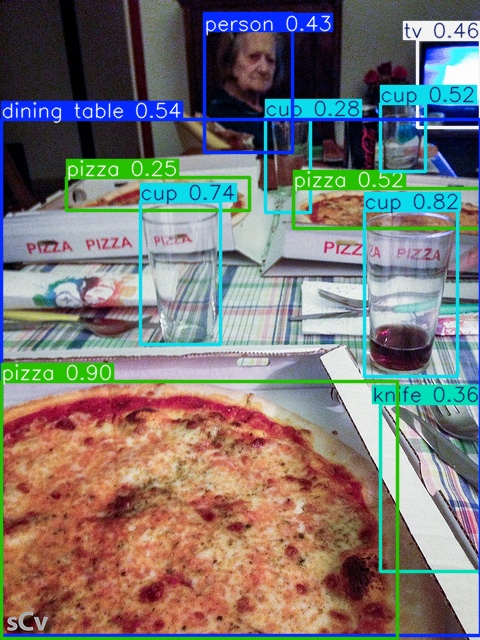 person 0.43
tv 0.46
cup 0.52
cup 0.28
dining table 0.54
pizza 0.25
pizza 0.52
cup 0.74
cup 0.82
PIZZA PIZZA PIZZA
PIZZA PIZZA
pizza 0.90
knife 0.36
sCv